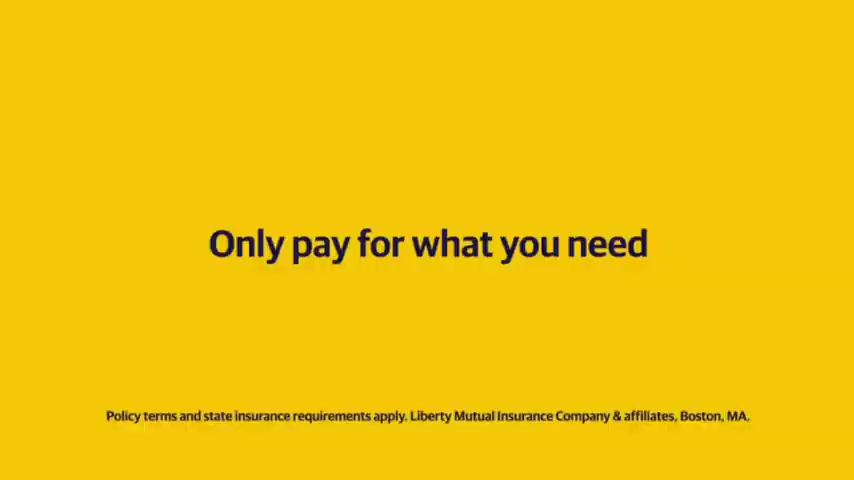 Only pay for what you need
Policy terms and state insurance requirements apply. Liberty Mutual Insurance Company & affiliates, Boston, MA.